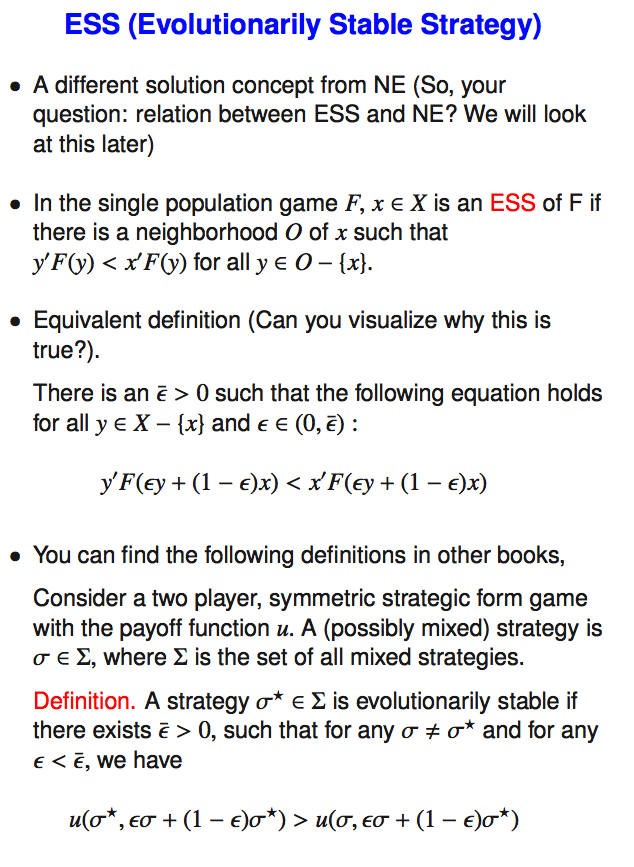 ESS (Evolutionarily Stable Strategy)
• A different solution concept from NE (So, your
question: relation between ESS and NE? We will look
at this later)
• In the single population game F, x ∈ X is an ESS of F if
there is a neighborhood O of x such that
y′F(y) < x′F(y) for all y ∈ O − {x}.
• Equivalent definition (Can you visualize why this is
true?).
There is an ε̄ > 0 such that the following equation holds
for all y ∈ X − {x} and ϵ ∈ (0, ε̄) :
y′F(ϵy + (1 − ϵ)x) < x′F(ϵy + (1 − ϵ)x)
• You can find the following definitions in other books,
Consider a two player, symmetric strategic form game
with the payoff function u. A (possibly mixed) strategy is
σ ∈ Σ, where Σ is the set of all mixed strategies.
Definition. A strategy σ⋆ ∈ Σ is evolutionarily stable if
there exists ε̄ > 0, such that for any σ ≠ σ⋆ and for any
ϵ < ε̄, we have
u(σ⋆, ϵσ + (1 − ϵ)σ⋆) > u(σ, ϵσ + (1 − ϵ)σ⋆)